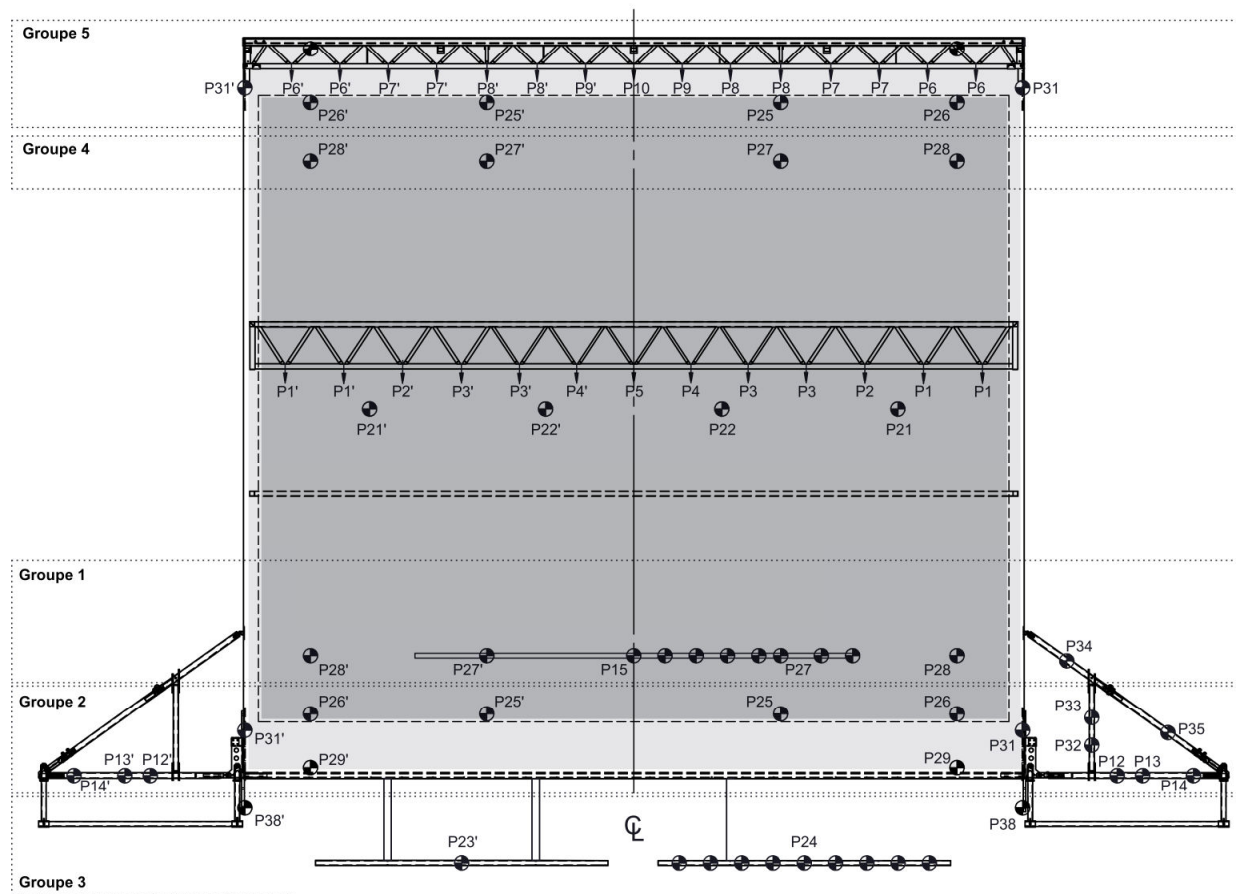 Groupe 5
P31' P6' P6' P7' P7' P8' P8' P9' P10 P9 P8 P8 P7 P7 P6 P6 P31
P26' P25' P25 P26
Groupe 4
P28' P27' P27 P28
P1' P1' P2' P3' P3' P4' P5 P4 P3 P3 P2 P1 P1
P21' P22' P22 P21
Groupe 1
P34
P28' P27' P15 P27 P28
Groupe 2
P26' P25' P25 P26 P33
P31' P31 P32 P35
P14' P13' P12' P29' P29 P12 P13 P14
P38' P38
℄
P23' P24
Groupe 3